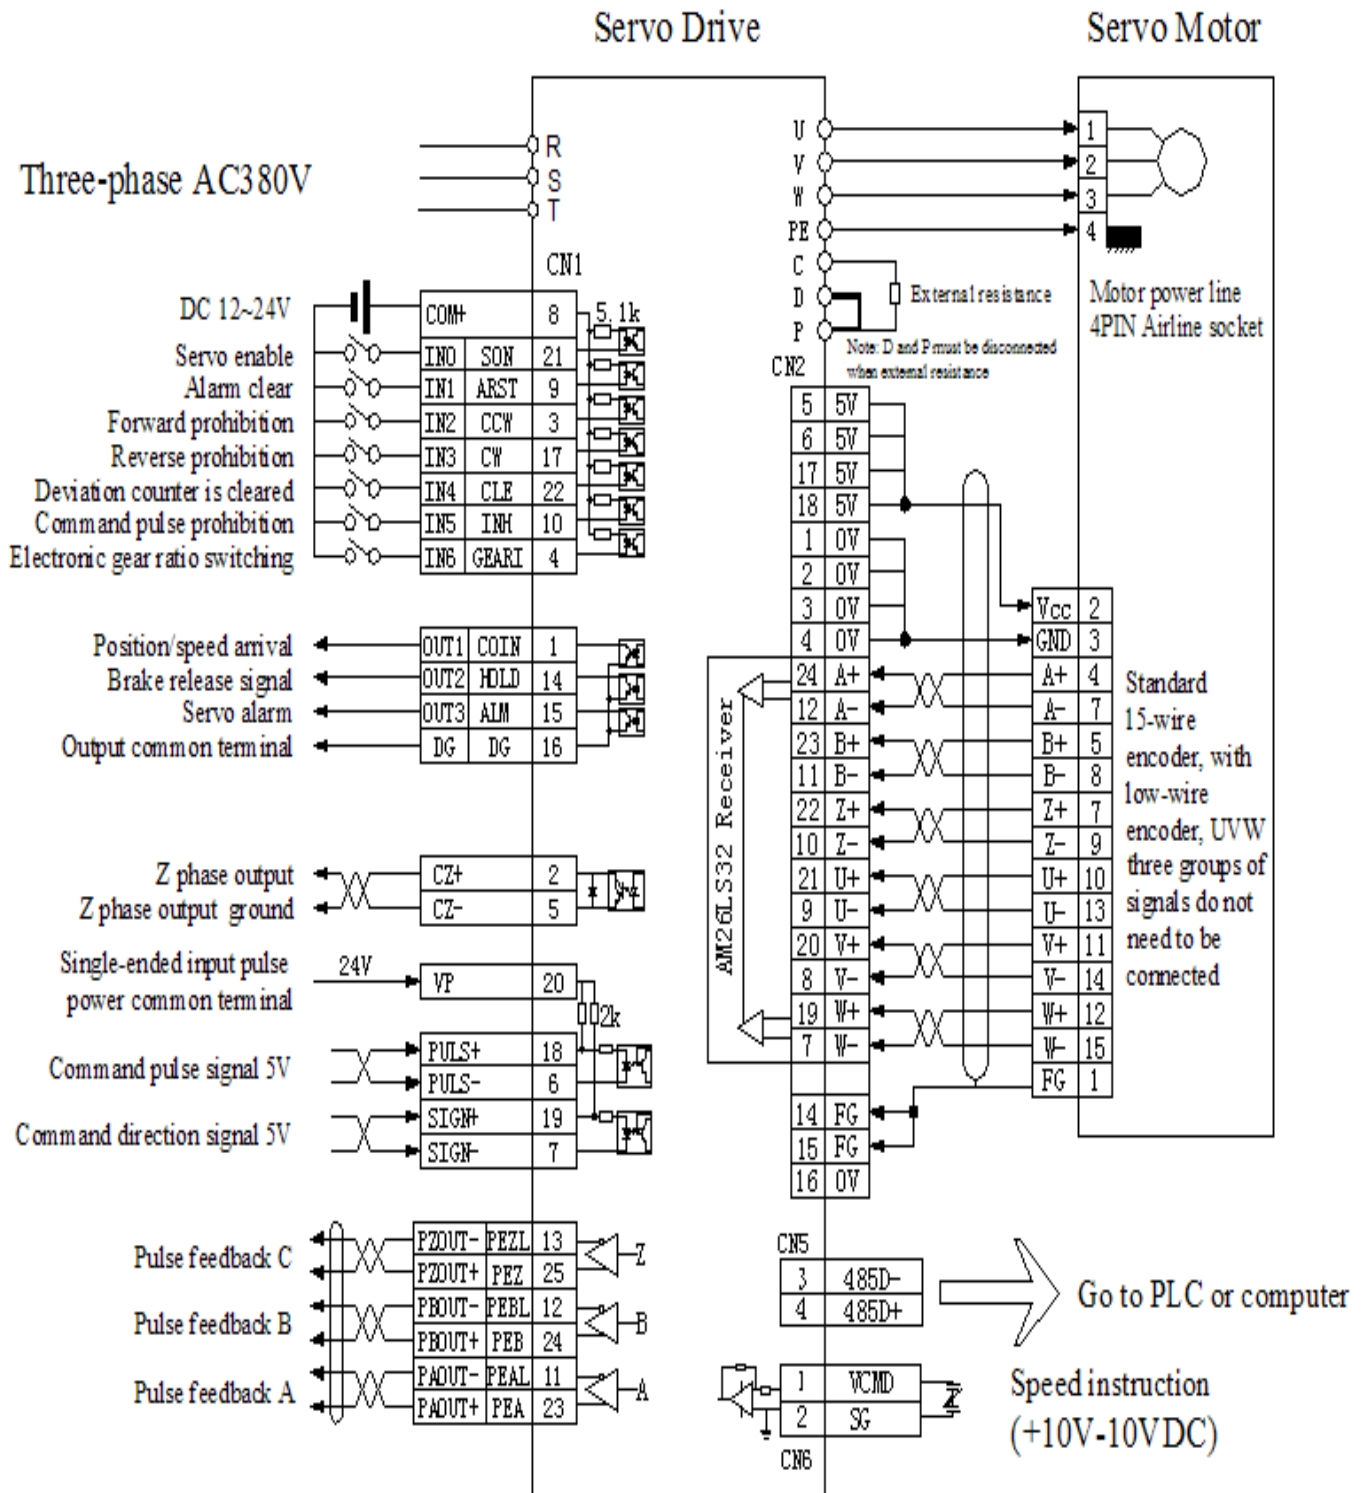 Servo Drive
Servo Motor
Three-phase AC380V
R
S
T
U
V
W
PE
C
D
P
1
2
3
4
External resistance
Note: D and P must be disconnected
when external resistance
Motor power line
4PIN Airline socket
CN1
DC 12~24V
COM+ 8
5.1k
Servo enable IN0 SON 21
Alarm clear IN1 ARST 9
Forward prohibition IN2 CCW 3
Reverse prohibition IN3 CW 17
Deviation counter is cleared IN4 CLE 22
Command pulse prohibition IN5 INH 10
Electronic gear ratio switching IN6 GEARI 4
Position/speed arrival OUT1 COIN 1
Brake release signal OUT2 HOLD 14
Servo alarm OUT3 ALM 15
Output common terminal DG DG 16
Z phase output CZ+ 2
Z phase output ground CZ- 5
Single-ended input pulse
power common terminal
24V
VP 20
2k
Command pulse signal 5V
PULS+ 18
PULS- 6
Command direction signal 5V
SIGN+ 19
SIGN- 7
Pulse feedback C
PZOUT- PEZL 13
PZOUT+ PEZ 25
Z
Pulse feedback B
PBOUT- PEBL 12
PBOUT+ PEB 24
B
Pulse feedback A
PAOUT- PEAL 11
PAOUT+ PEA 23
A
CN2
5 5V
6 5V
17 5V
18 5V
1 0V
2 0V
3 0V
4 0V
24 A+
12 A-
23 B+
11 B-
22 Z+
10 Z-
21 U+
9 U-
20 V+
8 V-
19 W+
7 W-
14 FG
15 FG
16 0V
AM26LS32 Receiver
Vcc 2
GND 3
A+ 4
A- 7
B+ 5
B- 8
Z+ 7
Z- 9
U+ 10
U- 13
V+ 11
V- 14
W+ 12
W- 15
FG 1
Standard
15-wire
encoder, with
low-wire
encoder, UVW
three groups of
signals do not
need to be
connected
CN5
3 485D-
4 485D+
Go to PLC or computer
1 VCMD
2 SG
CN6
Speed instruction
(+10V-10VDC)